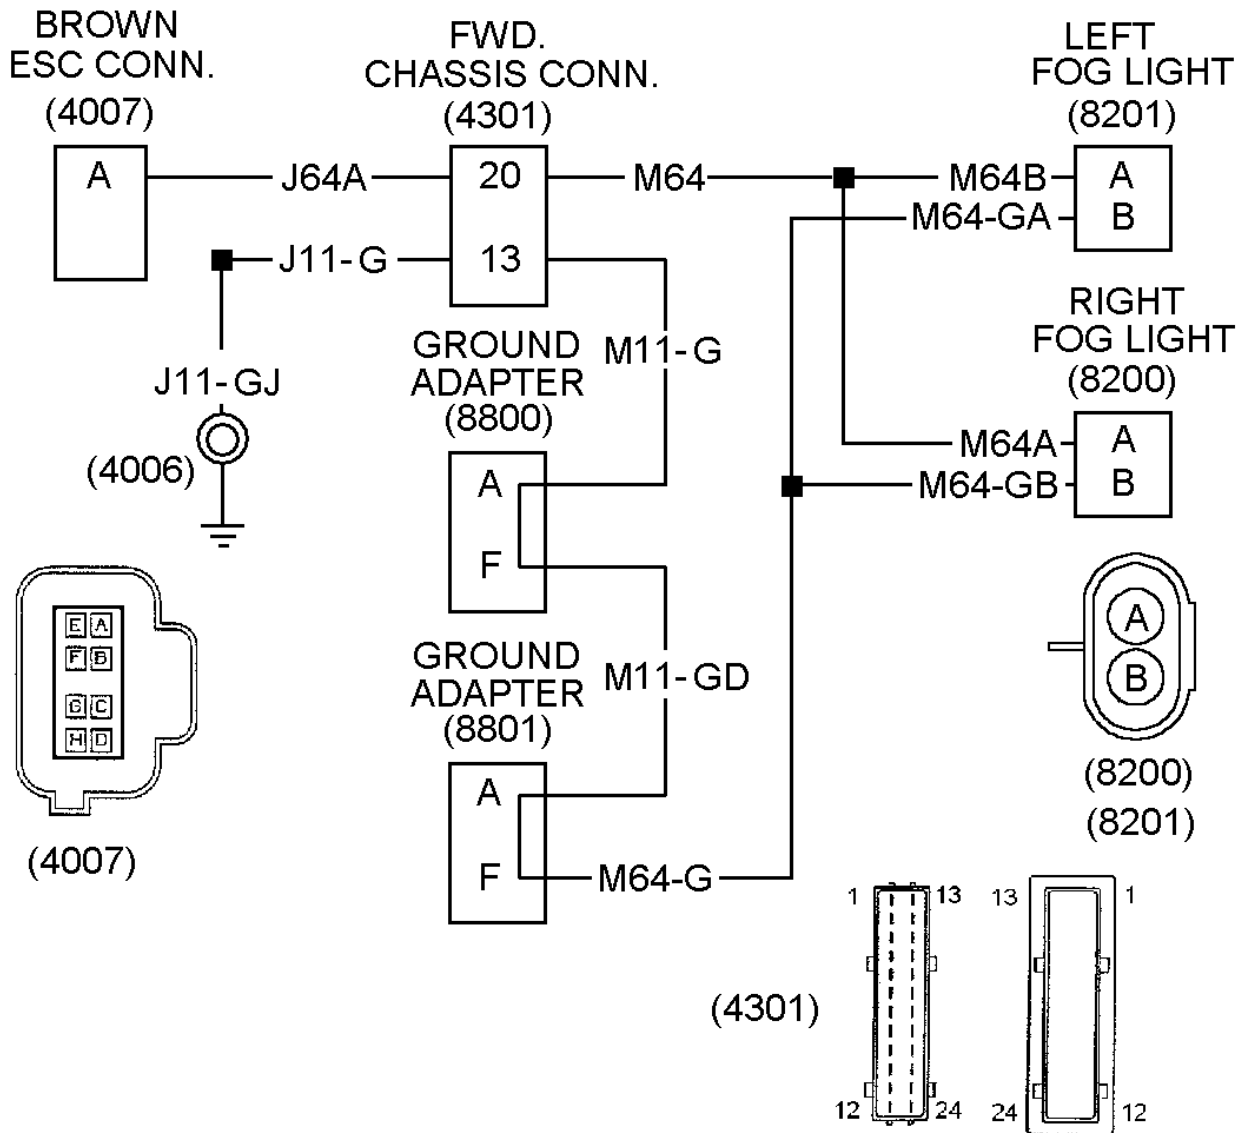 BROWN
ESC CONN.
(4007)
FWD.
CHASSIS CONN.
(4301)
LEFT
FOG LIGHT
(8201)
A
J64A
20
M64
M64B
A
M64-GA
B
J11-G
13
RIGHT
FOG LIGHT
(8200)
GROUND
ADAPTER
(8800)
M11-G
J11-GJ
(4006)
M64A
A
M64-GB
B
A
F
GROUND
ADAPTER
(8801)
M11-GD
E A
F B
G C
H D
(4007)
A
B
(8200)
(8201)
A
F
M64-G
1 13
13 1
(4301)
12 24
24 12